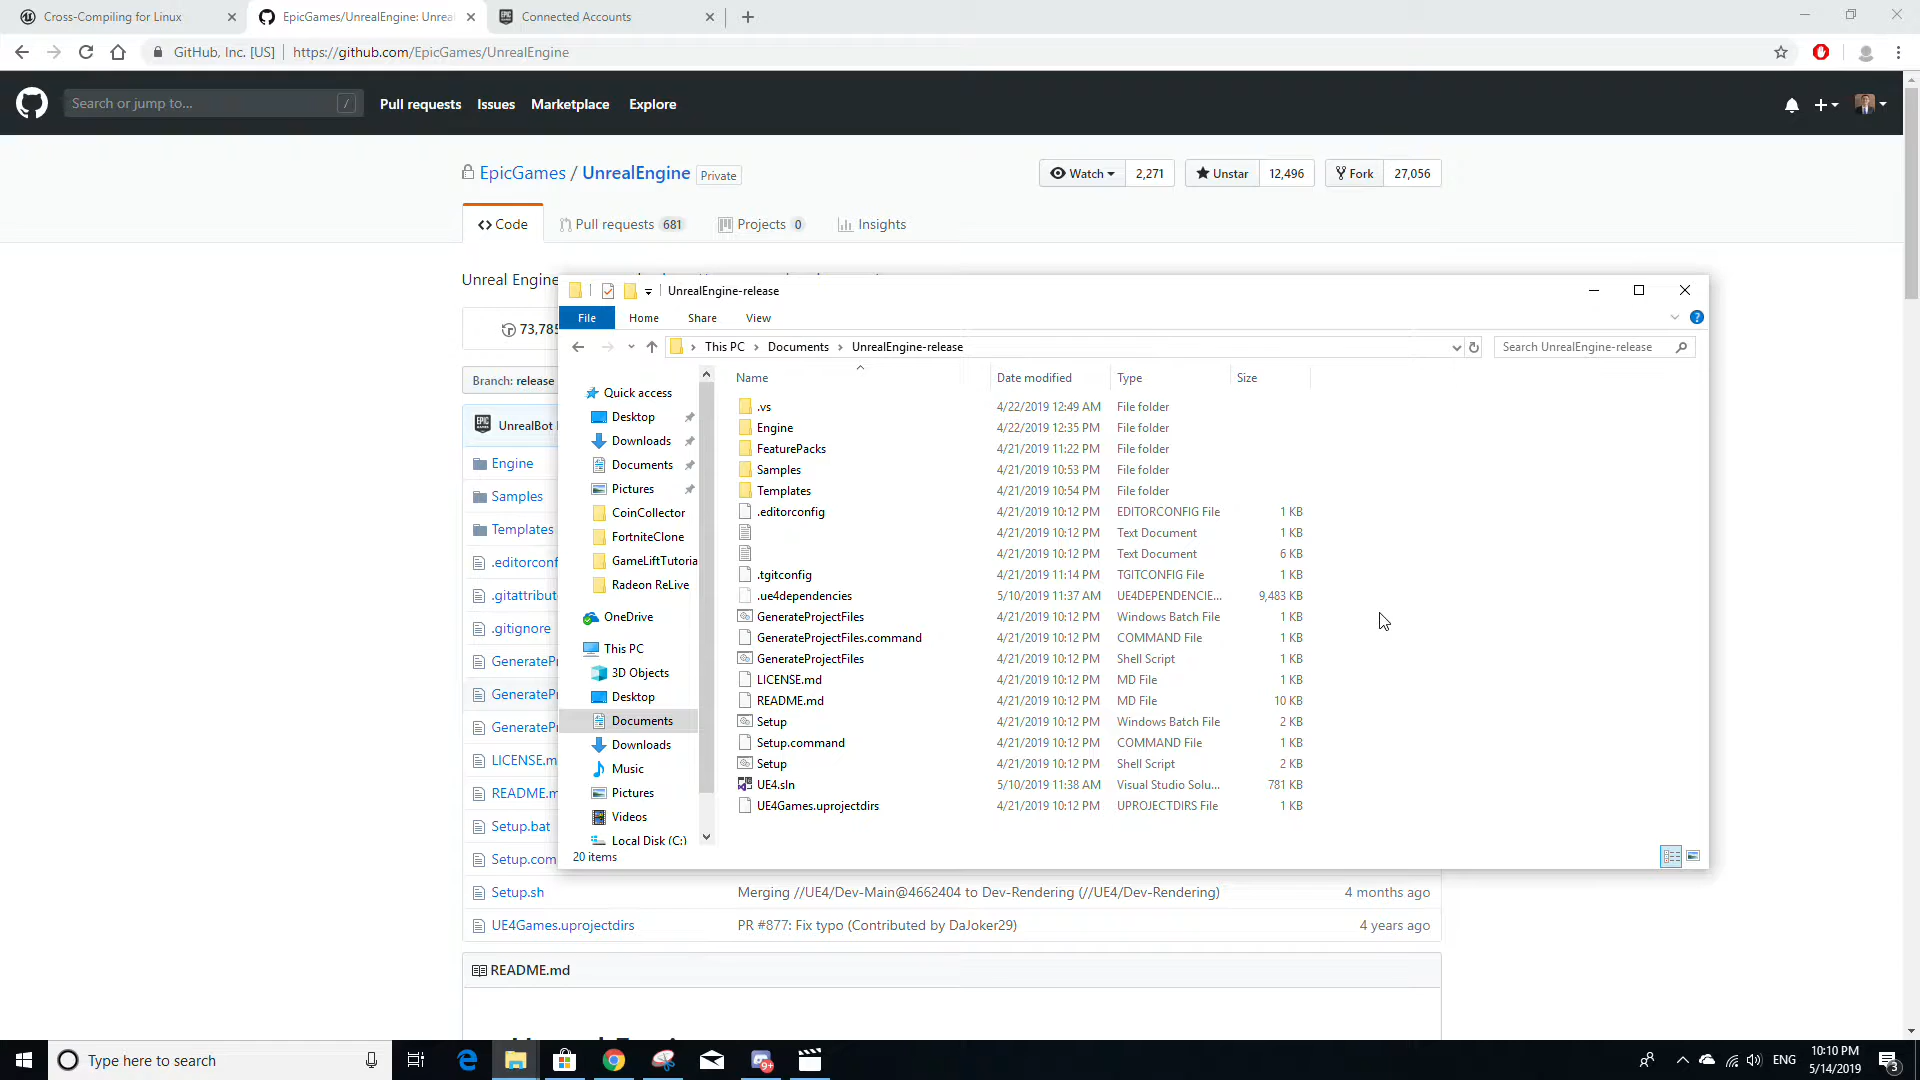 Cross-Compiling for Linux
EpicGames/UnrealEngine: Unreal
Connected Accounts
GitHub, Inc. [US]
https://github.com/EpicGames/UnrealEngine
Search or jump to...
/
Pull requests
Issues
Marketplace
Explore
EpicGames / UnrealEngine
Private
Watch
2,271
Unstar
12,496
Fork
27,056
Code
Pull requests 681
Projects 0
Insights
Unreal Engine
73,785
Branch: release
UnrealBot
Engine
Samples
Templates
.editorconf
.gitattribut
.gitignore
GenerateP
GenerateP
GenerateP
LICENSE.m
README.m
Setup.bat
Setup.com
Setup.sh
Merging //UE4/Dev-Main@4662404 to Dev-Rendering (//UE4/Dev-Rendering)
4 months ago
UE4Games.uprojectdirs
PR #877: Fix typo (Contributed by DaJoker29)
4 years ago
README.md
UnrealEngine-release
File
Home
Share
View
This PC
Documents
UnrealEngine-release
Search UnrealEngine-release
Quick access
Desktop
Downloads
Documents
Pictures
CoinCollector
FortniteClone
GameLiftTutoria
Radeon ReLive
OneDrive
This PC
3D Objects
Desktop
Documents
Downloads
Music
Pictures
Videos
Local Disk (C:)
Name Date modified Type Size
.vs 4/22/2019 12:49 AM File folder
Engine 4/22/2019 12:35 PM File folder
FeaturePacks 4/21/2019 11:22 PM File folder
Samples 4/21/2019 10:53 PM File folder
Templates 4/21/2019 10:54 PM File folder
.editorconfig 4/21/2019 10:12 PM EDITORCONFIG File 1 KB
4/21/2019 10:12 PM Text Document 1 KB
4/21/2019 10:12 PM Text Document 6 KB
.tgitconfig 4/21/2019 11:14 PM TGITCONFIG File 1 KB
.ue4dependencies 5/10/2019 11:37 AM UE4DEPENDENCIE... 9,483 KB
GenerateProjectFiles 4/21/2019 10:12 PM Windows Batch File 1 KB
GenerateProjectFiles.command 4/21/2019 10:12 PM COMMAND File 1 KB
GenerateProjectFiles 4/21/2019 10:12 PM Shell Script 1 KB
LICENSE.md 4/21/2019 10:12 PM MD File 1 KB
README.md 4/21/2019 10:12 PM MD File 10 KB
Setup 4/21/2019 10:12 PM Windows Batch File 2 KB
Setup.command 4/21/2019 10:12 PM COMMAND File 1 KB
Setup 4/21/2019 10:12 PM Shell Script 2 KB
UE4.sln 5/10/2019 11:38 AM Visual Studio Solu... 781 KB
UE4Games.uprojectdirs 4/21/2019 10:12 PM UPROJECTDIRS File 1 KB
20 items
Type here to search
9+
ENG
10:10 PM
5/14/2019
3